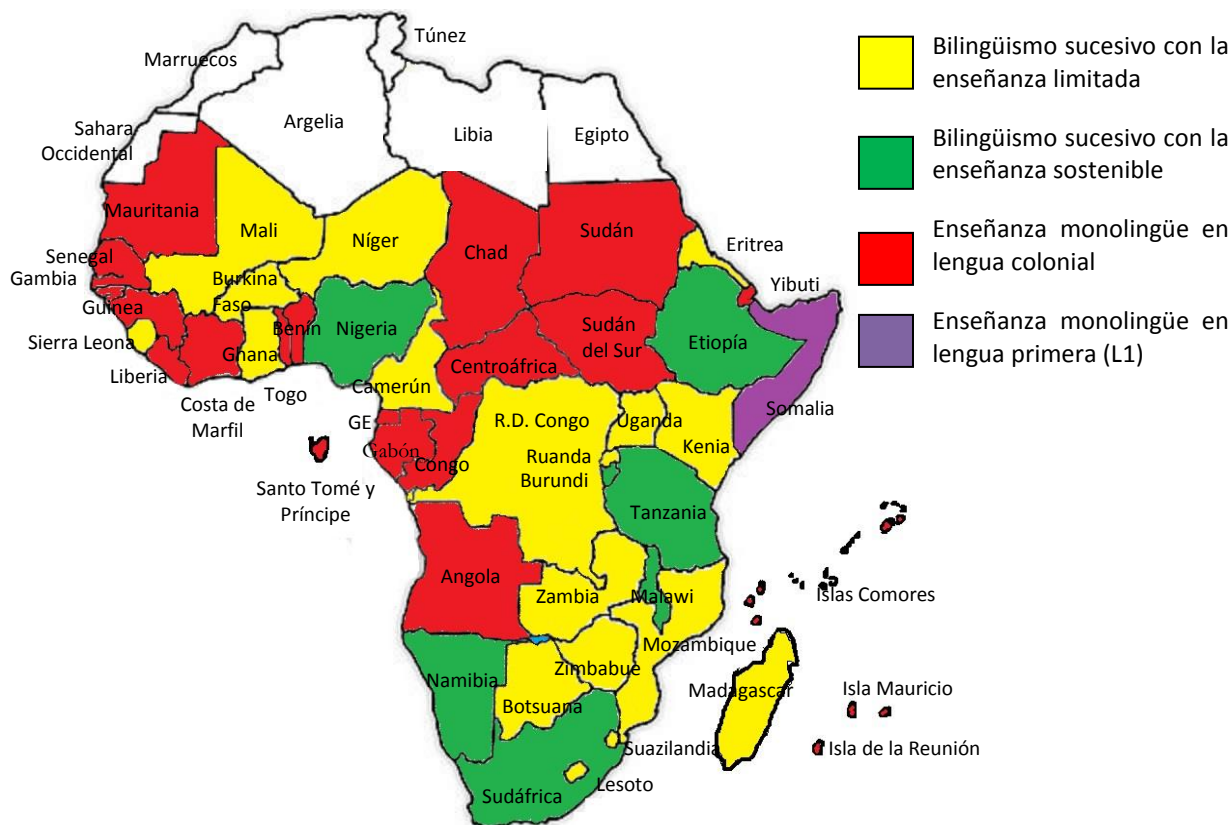 Túnez
Marruecos
Argelia
Sahara
Occidental
Libia
Egipto
Mauritania
Mali
Níger
Chad
Sudán
Eritrea
Senegal
Gambia
Burkina
Faso
Yibuti
Guinea
Benín
Nigeria
Sudán
del Sur
Etiopía
Sierra Leona
Ghana
Liberia
Togo
Camerún
Centroáfrica
Costa de
Marfil
Somalia
GE
R.D. Congo
Uganda
Gabón
Congo
Kenia
Ruanda
Burundi
Santo Tomé y
Príncipe
Tanzania
Angola
Zambia
Malawi
Islas Comores
Mozambique
Namibia
Zimbabue
Botsuana
Madagascar
Isla Mauricio
Suazilandia
Isla de la Reunión
Lesoto
Sudáfrica
Bilingüismo sucesivo con la
enseñanza limitada
Bilingüismo sucesivo con la
enseñanza sostenible
Enseñanza monolingüe en
lengua colonial
Enseñanza monolingüe en
lengua primera (L1)